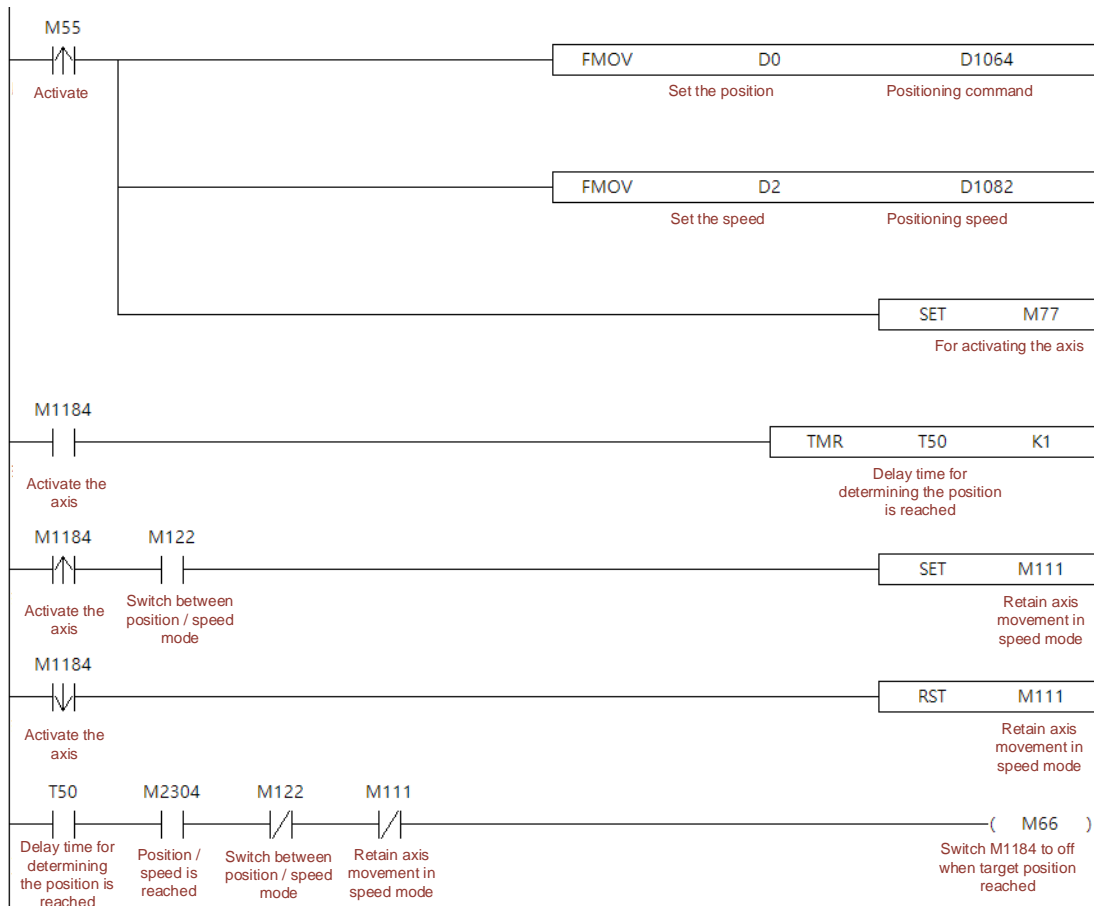 M55
FMOV D0 D1064
Activate
Set the position Positioning command
FMOV D2 D1082
Set the speed Positioning speed
SET M77
For activating the axis
M1184
TMR T50 K1
Activate the
axis
Delay time for
determining the position
is reached
M1184 M122
SET M111
Activate the
axis
Switch between
position / speed
mode
Retain axis
movement in
speed mode
M1184
RST M111
Activate the
axis
Retain axis
movement in
speed mode
T50 M2304 M122 M111
( M66 )
Delay time for
determining
the position is
reached
Position /
speed is
reached
Switch between
position / speed
mode
Retain axis
movement in
speed mode
Switch M1184 to off
when target position
reached